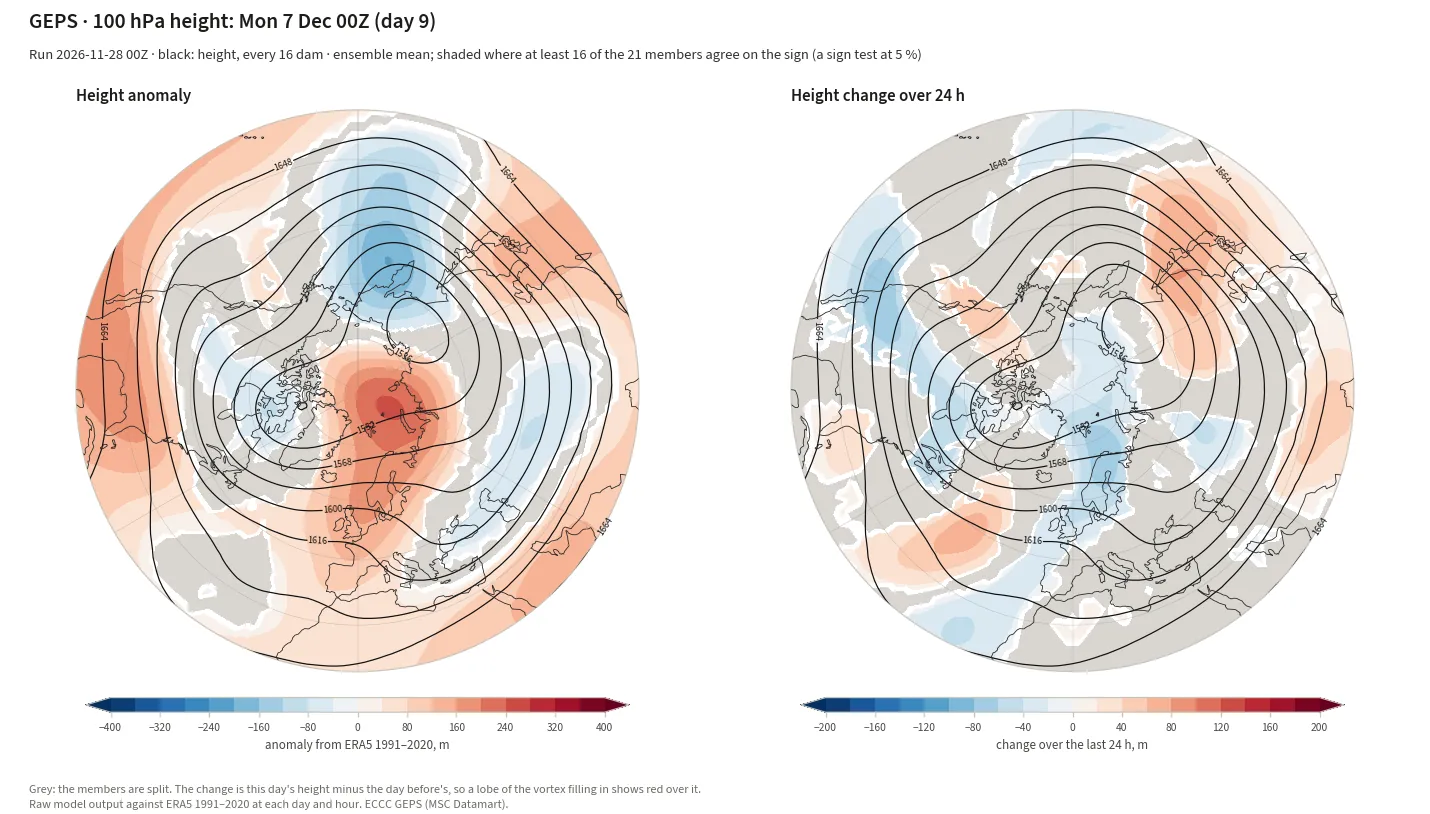 GEPS · 100 hPa height: Mon 7 Dec 00Z (day 9)
Run 2026-11-28 00Z · black: height, every 16 dam · ensemble mean; shaded where at least 16 of the 21 members agree on the sign (a sign test at 5 %)
Height anomaly
Height change over 24 h
1648
1664
1664
1536
1552
1568
1600
1616
1664
1648
1664
1664
1536
1552
1568
1600
1616
1664
−400 −320 −240 −160 −80 0 80 160 240 320 400
anomaly from ERA5 1991–2020, m
−200 −160 −120 −80 −40 0 40 80 120 160 200
change over the last 24 h, m
Grey: the members are split. The change is this day's height minus the day before's, so a lobe of the vortex filling in shows red over it.
Raw model output against ERA5 1991–2020 at each day and hour. ECCC GEPS (MSC Datamart).